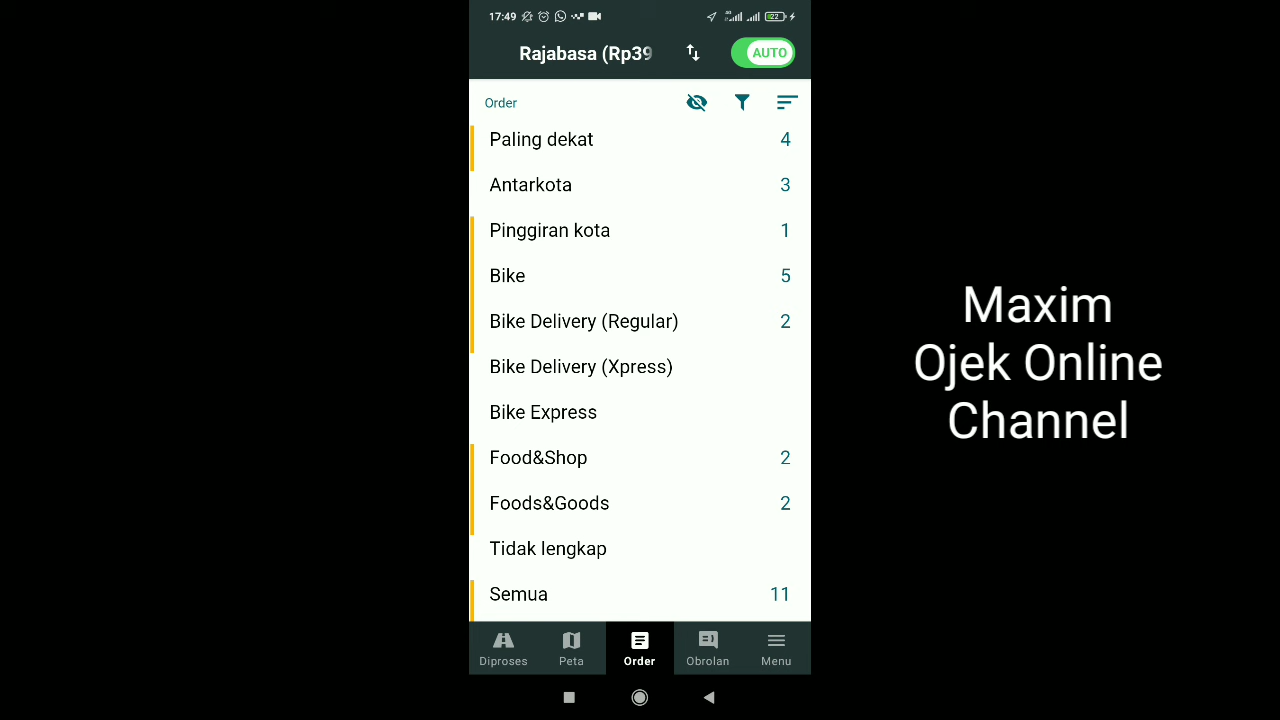 17:49
22
Rajabasa (Rp39
AUTO
Order
Paling dekat 4
Antarkota 3
Pinggiran kota 1
Bike 5
Bike Delivery (Regular) 2
Bike Delivery (Xpress)
Bike Express
Food&Shop 2
Foods&Goods 2
Tidak lengkap
Semua 11
Diproses Peta Order Obrolan Menu
Maxim
Ojek Online
Channel